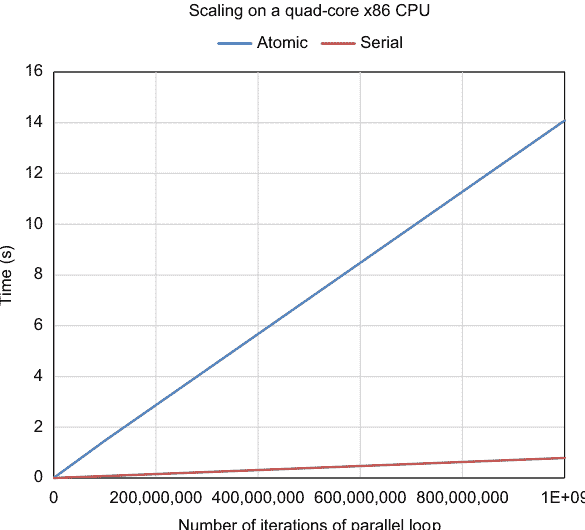 Scaling on a quad-core x86 CPU
Atomic Serial
16
14
12
10
8
6
4
2
0
Time (s)
0 200,000,000 400,000,000 600,000,000 800,000,000 1E+09
Number of iterations of parallel loop